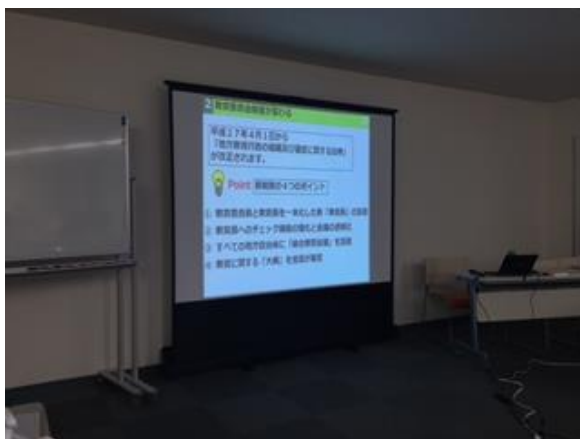 2 教育委員会制度が変わる
平成27年4月1日から
「地方教育行政の組織及び運営に関する法律」
が改正されます。
Point 新制度の4つのポイント
① 教育委員長と教育長を一本化した新「教育長」の設置
② 教育長へのチェック機能の強化と会議の透明化
③ すべての地方自治体に「総合教育会議」を設置
④ 教育に関する「大綱」を首長が策定